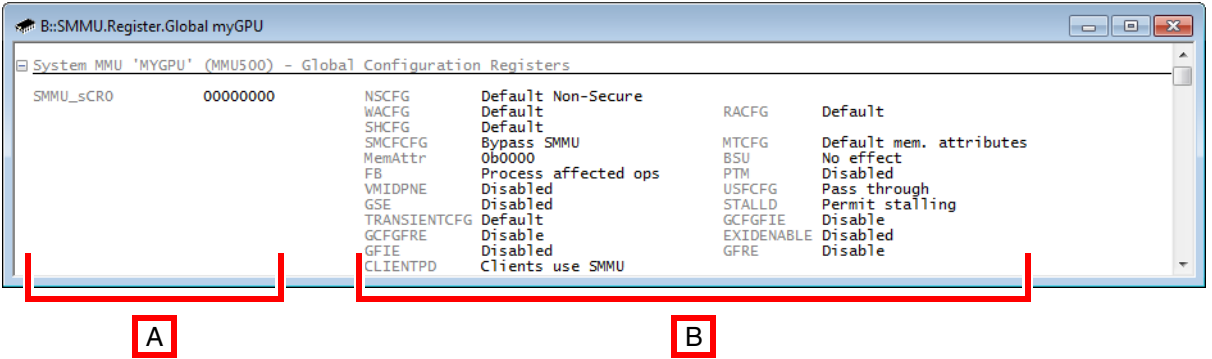 B::SMMU.Register.Global myGPU
System MMU 'MYGPU' (MMU500) - Global Configuration Registers
SMMU_sCR0 00000000 NSCFG Default Non-Secure
WACFG Default RACFG Default
SHCFG Default
SMCFCFG Bypass SMMU MTCFG Default mem. attributes
MemAttr 0b0000 BSU No effect
FB Process affected ops PTM Disabled
VMIDPNE Disabled USFCFG Pass through
GSE Disabled STALLD Permit stalling
TRANSIENTCFG Default GCFGFIE Disable
GCFGFRE Disable EXIDENABLE Disabled
GFIE Disabled GFRE Disable
CLIENTPD Clients use SMMU
A B